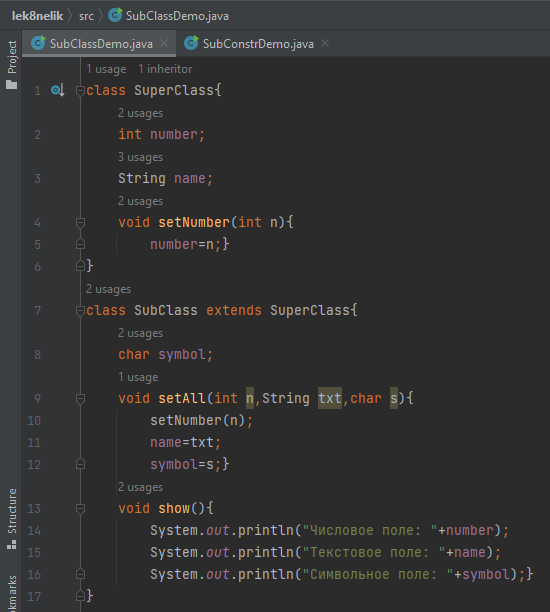 lek8nelik › src › SubClassDemo.java
SubClassDemo.java × SubConstrDemo.java ×
Project
1 usage 1 inheritor
1 class SuperClass{
2 usages
2 int number;
3 usages
3 String name;
2 usages
4 void setNumber(int n){
5 number=n;}
6 }
2 usages
7 class SubClass extends SuperClass{
2 usages
8 char symbol;
1 usage
9 void setAll(int n,String txt,char s){
10 setNumber(n);
11 name=txt;
12 symbol=s;}
2 usages
13 void show(){
14 System.out.println("Числовое поле: "+number);
15 System.out.println("Текстовое поле: "+name);
16 System.out.println("Символьное поле: "+symbol);}
17 }
Structure